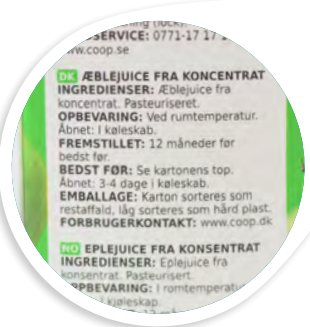 SERVICE: 0771-17 17
www.coop.se
DK ÆBLEJUICE FRA KONCENTRAT
INGREDIENSER: Æblejuice fra
koncentrat. Pasteuriseret.
OPBEVARING: Ved rumtemperatur.
Åbnet: I køleskab.
FREMSTILLET: 12 måneder før
bedst før.
BEDST FØR: Se kartonens top.
Åbnet: 3-4 dage i køleskab.
EMBALLAGE: Karton sorteres som
restaffald, låg sorteres som hård plast.
FORBRUGERKONTAKT: www.coop.dk
NO EPLEJUICE FRA KONSENTRAT
INGREDIENSER: Eplejuice fra
konsentrat. Pasteurisert.
OPPBEVARING: I romtemperatur
i kjøleskap.